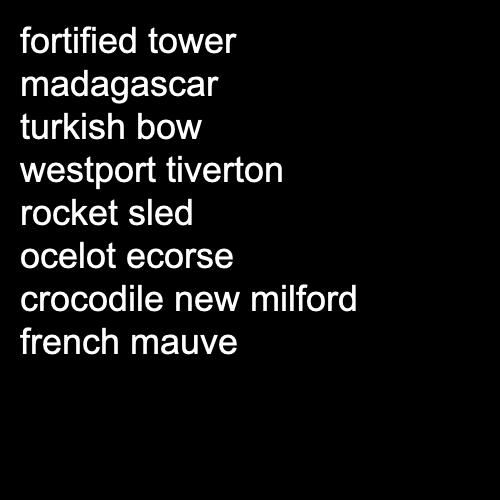 fortified tower
madagascar
turkish bow
westport tiverton
rocket sled
ocelot ecorse
crocodile new milford
french mauve